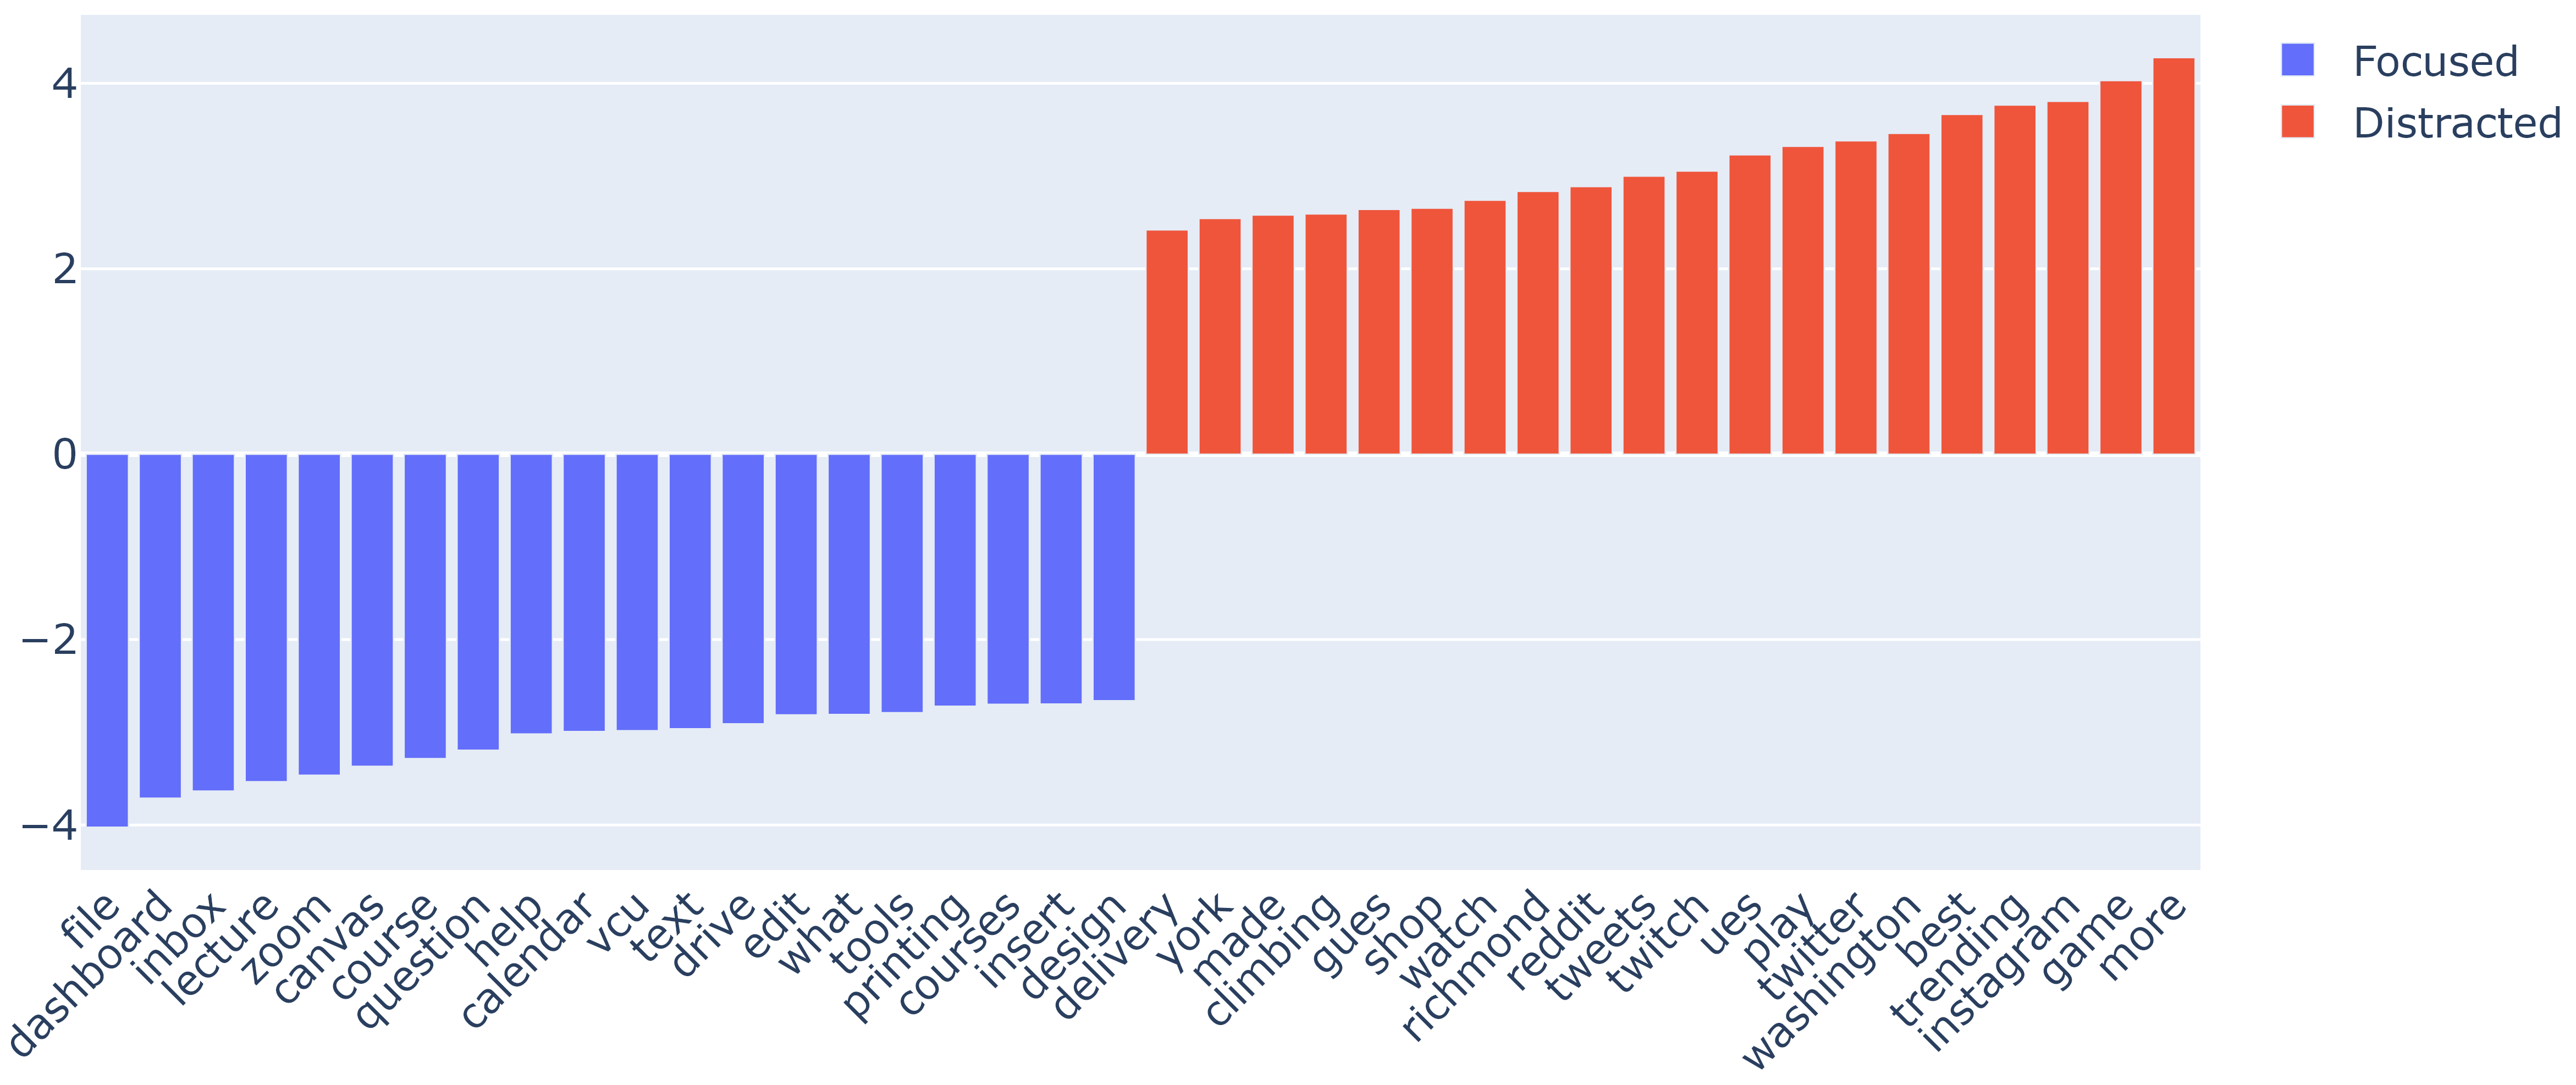 4
2
0
−2
−4
file
dashboard
inbox
lecture
zoom
canvas
course
question
help
calendar
vcu
text
drive
edit
what
tools
printing
courses
insert
design
delivery
york
made
climbing
gues
shop
watch
richmond
reddit
tweets
twitch
ues
play
twitter
washington
best
trending
instagram
game
more
Focused
Distracted